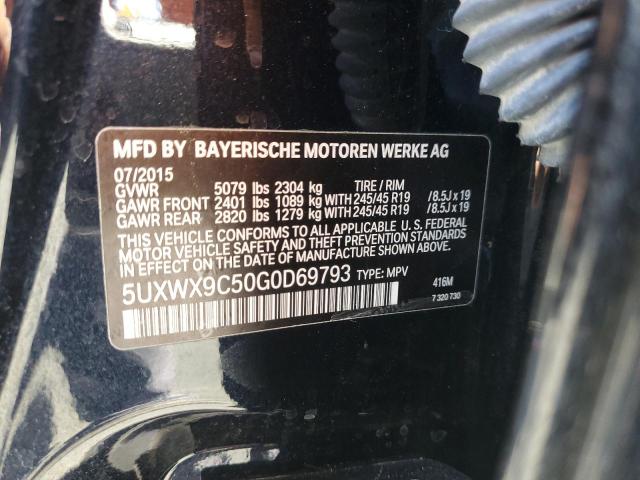 MFD BY BAYERISCHE MOTOREN WERKE AG
07/2015
GVWR 5079 lbs 2304 kg TIRE / RIM
GAWR FRONT 2401 lbs 1089 kg WITH 245/45 R19 /8.5J x 19
GAWR REAR 2820 lbs 1279 kg WITH 245/45 R19 /8.5J x 19
THIS VEHICLE CONFORMS TO ALL APPLICABLE U. S. FEDERAL
MOTOR VEHICLE SAFETY AND THEFT PREVENTION STANDARDS
IN EFFECT ON THE DATE OF MANUFACTURE SHOWN ABOVE.
5UXWX9C50G0D69793 TYPE: MPV
416M
7 320 730